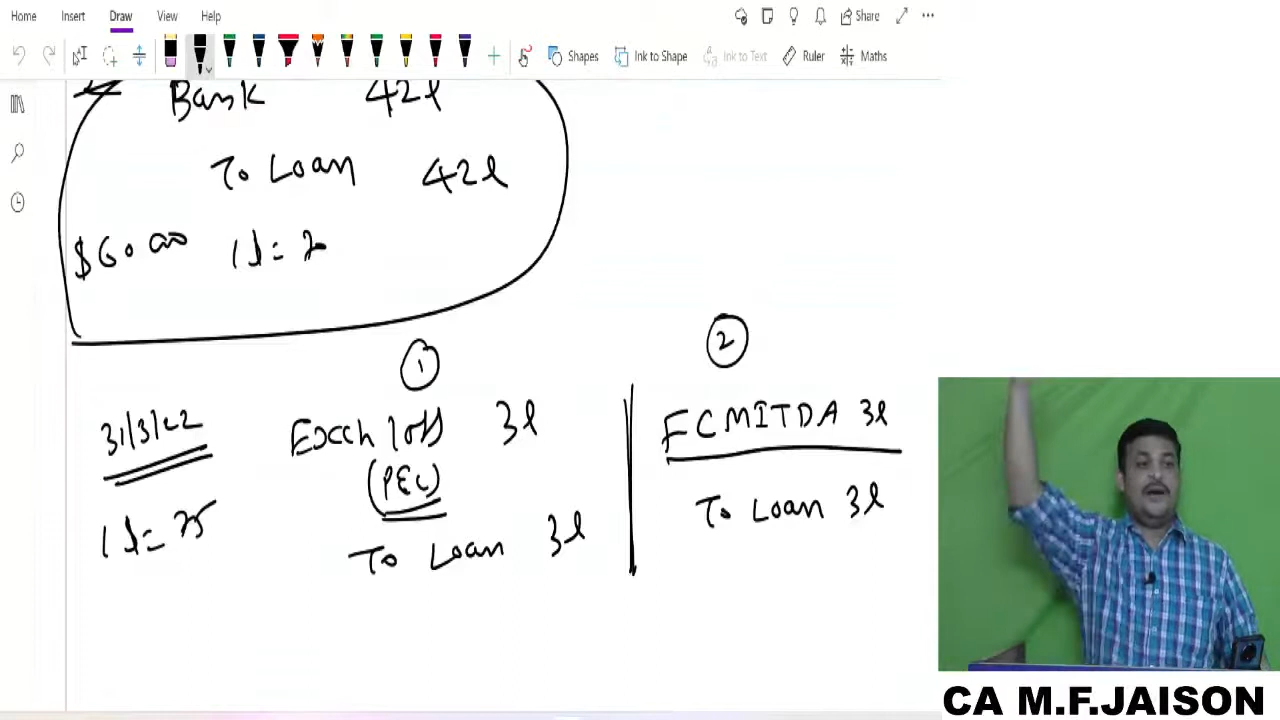 Home Insert Draw View Help Share
Shapes Ink to Shape Ink to Text Ruler Maths
Bank 42l
To Loan 42l
$60 000 1$ = 70
1 2
31/3/22 Exch loss 3l FCMITDA 3l
(P&L)
1$ = 75 To Loan 3l To Loan 3l
CA M.F.JAISON